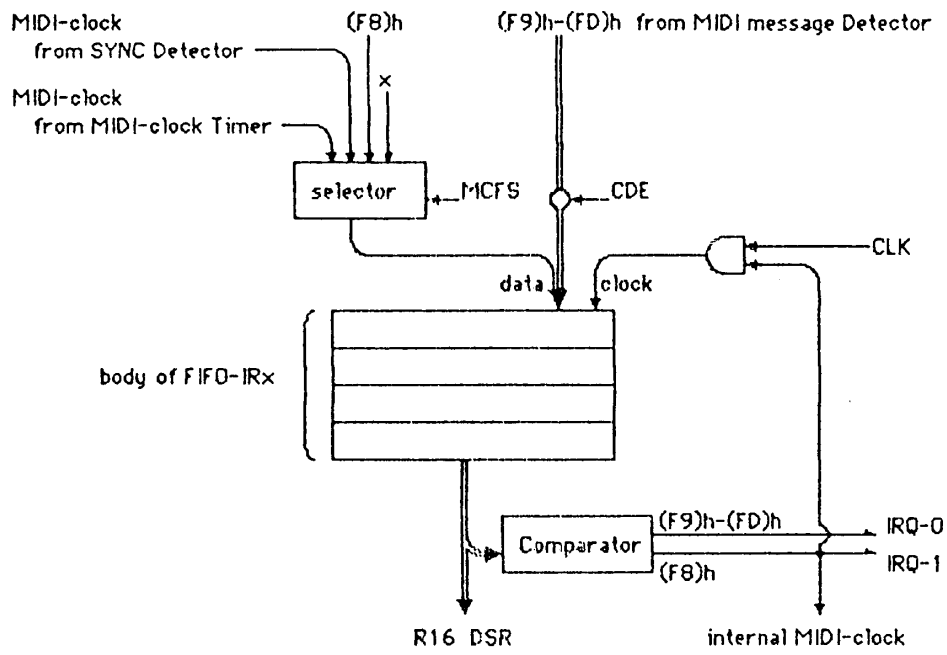 MIDI-clock
from SYNC Detector
(F8)h
(F9)h-(FD)h from MIDI message Detector
x
MIDI-clock
from MIDI-clock Timer
selector
MCFS
CDE
CLK
data
clock
body of FIFO-IRx
Comparator
(F9)h-(FD)h
IRQ-0
(F8)h
IRQ-1
R16 DSR
internal MIDI-clock